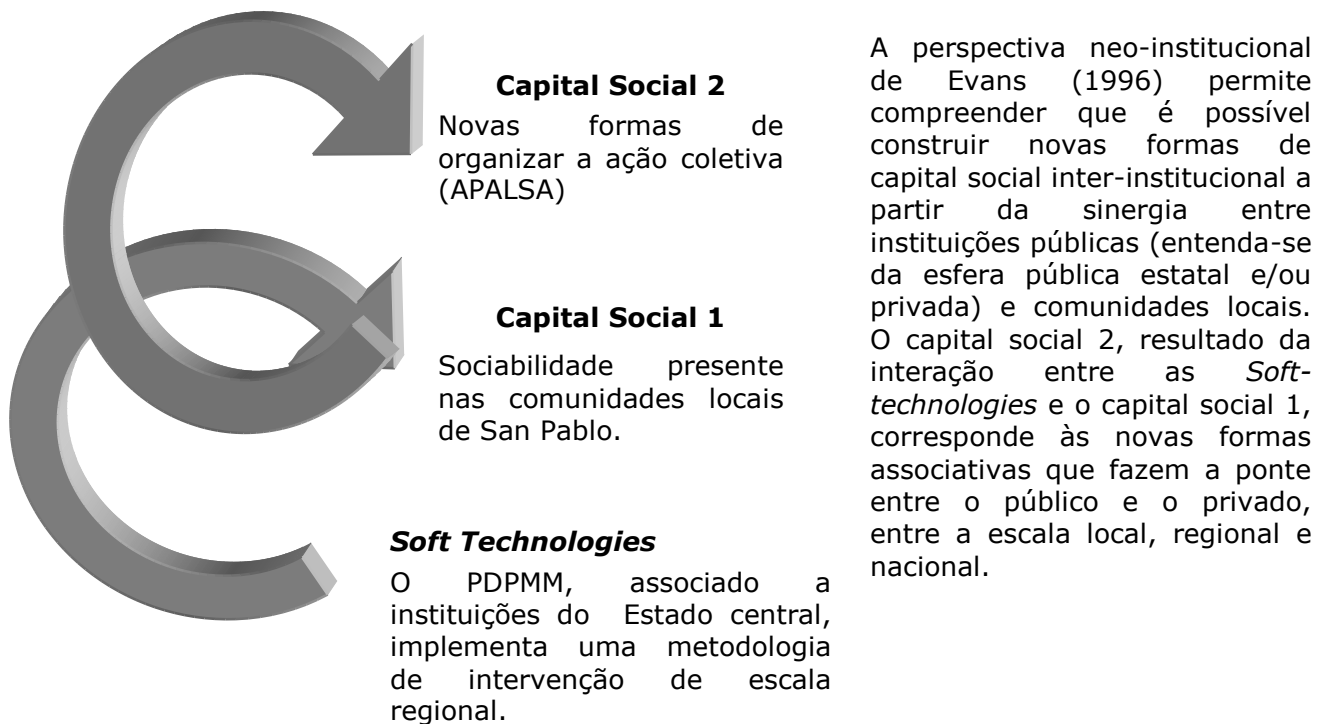 Capital Social 2
Novas formas de
organizar a ação coletiva
(APALSA)
Capital Social 1
Sociabilidade presente
nas comunidades locais
de San Pablo.
Soft Technologies
O PDPMM, associado a
instituições do Estado central,
implementa uma metodologia
de intervenção de escala
regional.
A perspectiva neo-institucional
de Evans (1996) permite
compreender que é possível
construir novas formas de
capital social inter-institucional a
partir da sinergia entre
instituições públicas (entenda-se
da esfera pública estatal e/ou
privada) e comunidades locais.
O capital social 2, resultado da
interação entre as Soft-
technologies e o capital social 1,
corresponde às novas formas
associativas que fazem a ponte
entre o público e o privado,
entre a escala local, regional e
nacional.